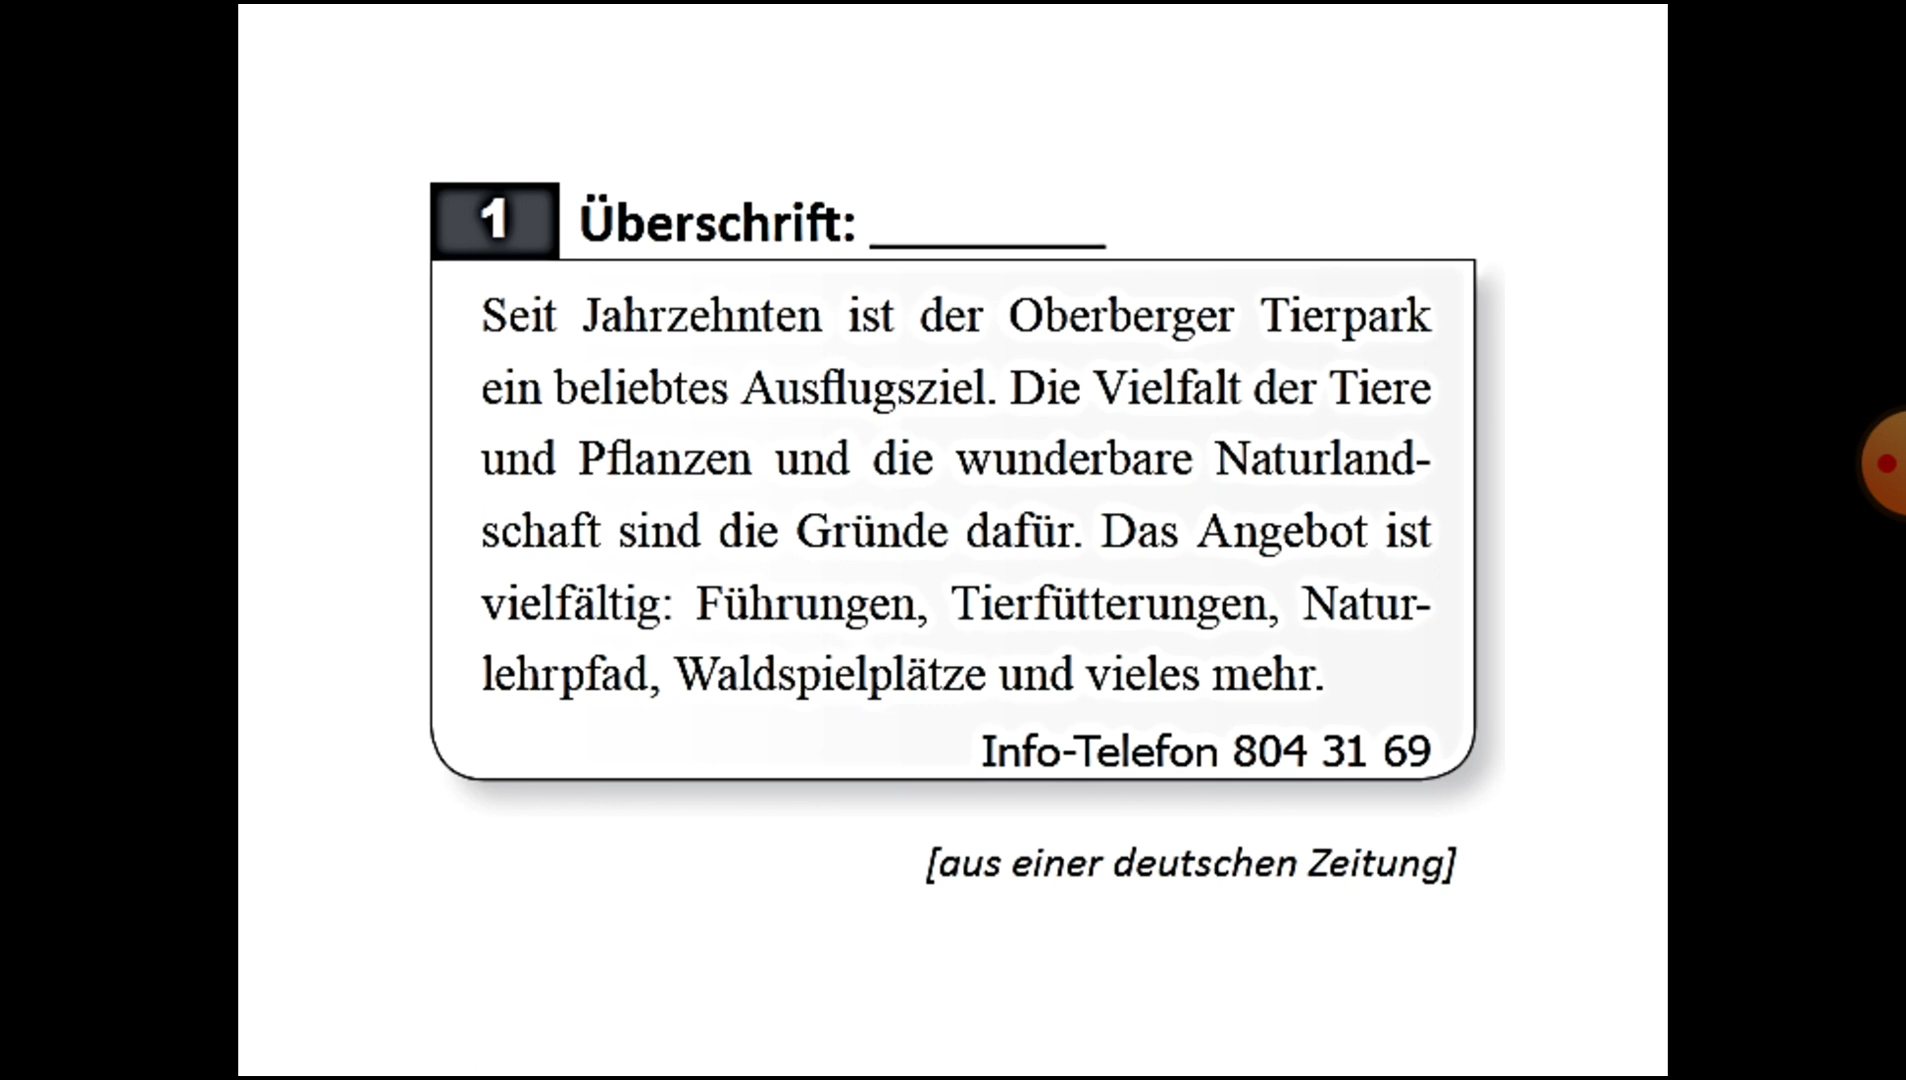 1 Überschrift: __________
Seit Jahrzehnten ist der Oberberger Tierpark
ein beliebtes Ausflugsziel. Die Vielfalt der Tiere
und Pflanzen und die wunderbare Naturland-
schaft sind die Gründe dafür. Das Angebot ist
vielfältig: Führungen, Tierfütterungen, Natur-
lehrpfad, Waldspielplätze und vieles mehr.
Info-Telefon 804 31 69
[aus einer deutschen Zeitung]